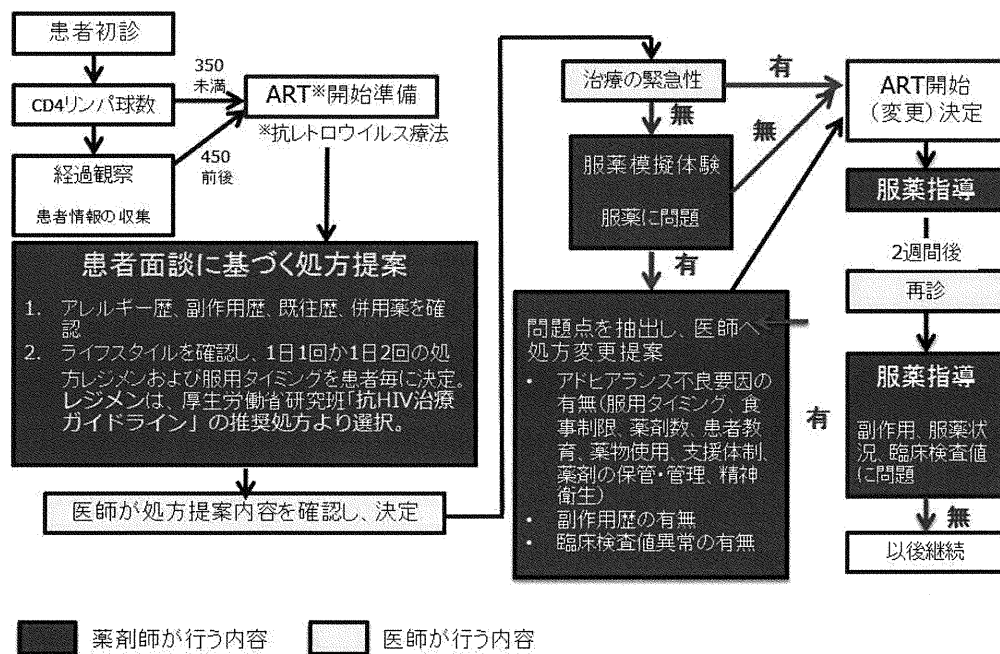 患者初診
CD4リンパ球数
350
未満
ART※開始準備
※抗レトロウイルス療法
経過観察
患者情報の収集
450
前後
患者面談に基づく処方提案
1. アレルギー歴、副作用歴、既往歴、併用薬を確
認
2. ライフスタイルを確認し、1日1回か1日2回の処
方レジメンおよび服用タイミングを患者毎に決定。
レジメンは、厚生労働省研究班「抗HIV治療
ガイドライン」の推奨処方より選択。
医師が処方提案内容を確認し、決定
治療の緊急性
有
無
服薬模擬体験
服薬に問題
無
有
問題点を抽出し、医師へ
処方変更提案
• アドヒアランス不良要因の
有無(服用タイミング、食
事制限、薬剤数、患者教
育、薬物使用、支援体制、
薬剤の保管・管理、精神
衛生)
• 副作用歴の有無
• 臨床検査値異常の有無
ART開始
(変更)決定
服薬指導
2週間後
再診
服薬指導
副作用、服薬状
況、臨床検査値
に問題
有
無
以後継続
薬剤師が行う内容
医師が行う内容